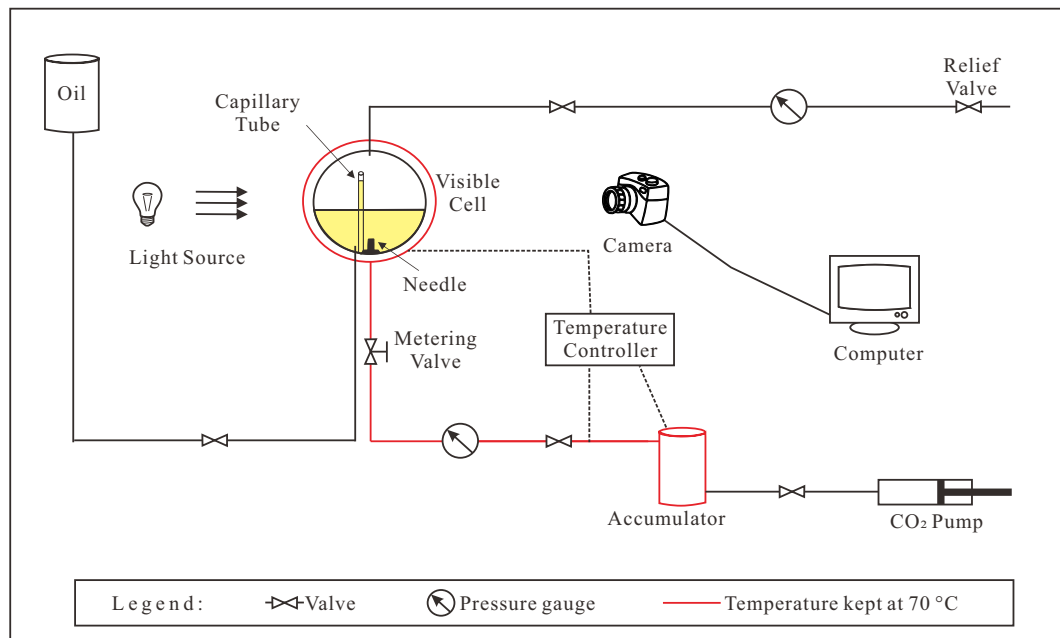 Oil
Capillary
Tube
Relief
Valve
Visible
Cell
Light Source
Needle
Camera
Metering
Valve
Temperature
Controller
Computer
Accumulator
CO₂ Pump
Legend:
Valve
Pressure gauge
Temperature kept at 70 °C